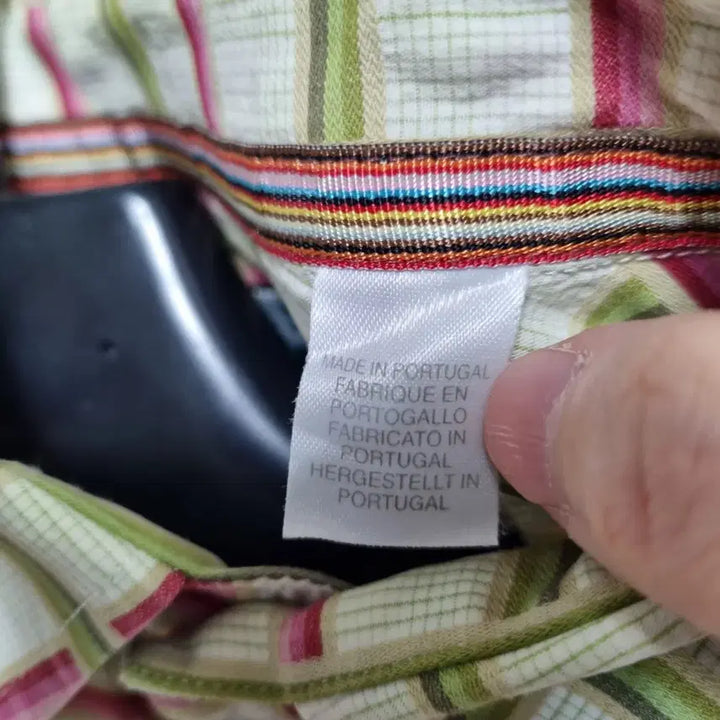 MADE IN PORTUGAL
FABRIQUE EN
PORTOGALLO
FABRICATO IN
PORTUGAL
HERGESTELLT IN
PORTUGAL